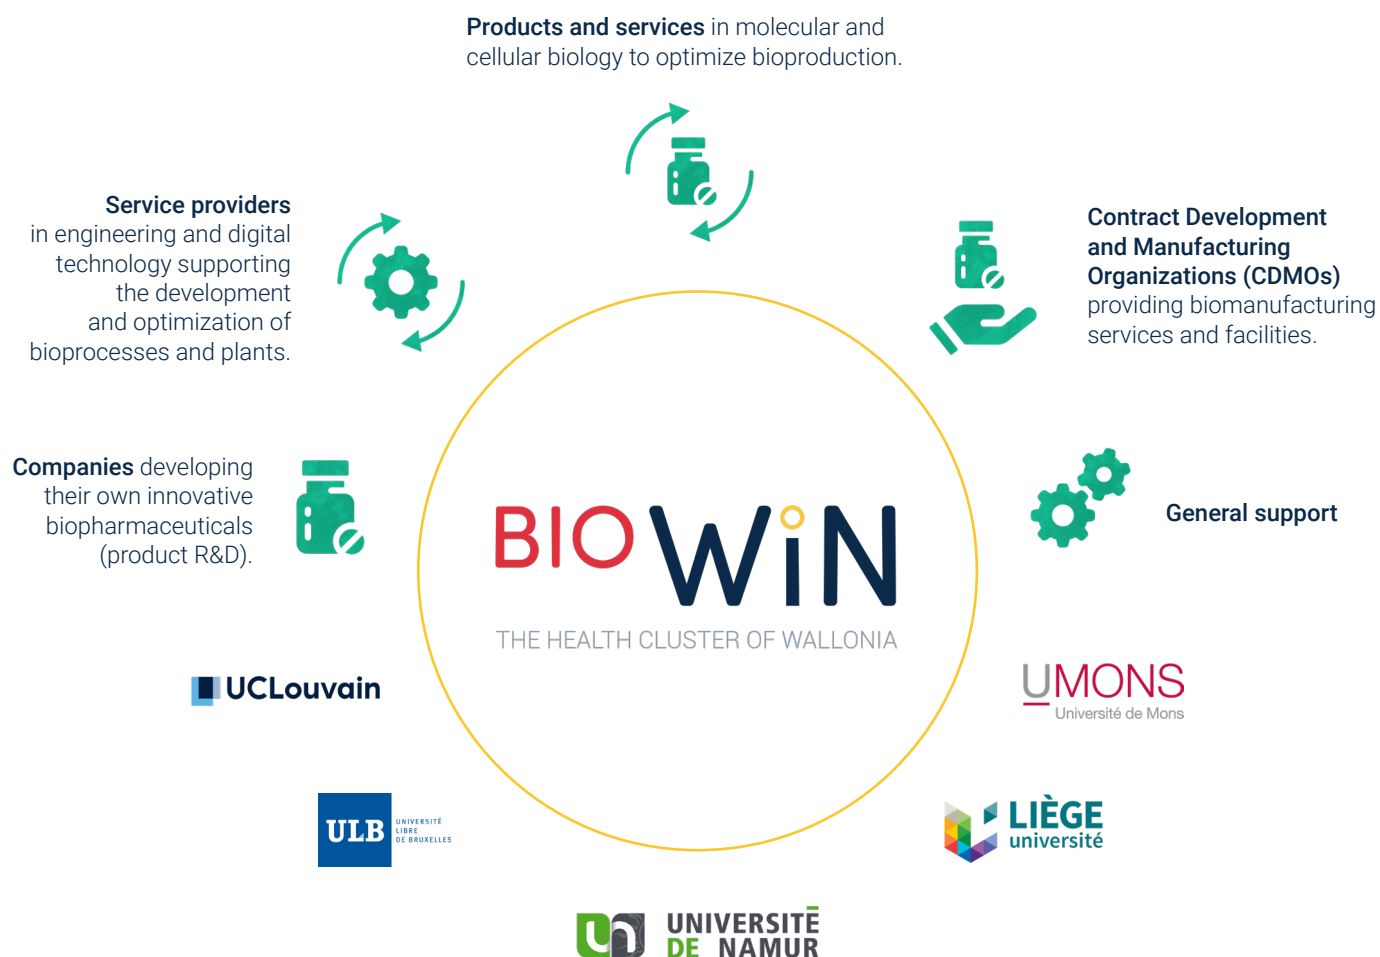 Products and services in molecular and
cellular biology to optimize bioproduction.
Service providers
in engineering and digital
technology supporting
the development
and optimization of
bioprocesses and plants.
Contract Development
and Manufacturing
Organizations (CDMOs)
providing biomanufacturing
services and facilities.
Companies developing
their own innovative
biopharmaceuticals
(product R&D).
General support
BIOWiN
THE HEALTH CLUSTER OF WALLONIA
UCLouvain
UMONS
Université de Mons
ULB
UNIVERSITÉ
LIBRE
DE BRUXELLES
LIÈGE
université
un
UNIVERSITÉ
DE NAMUR